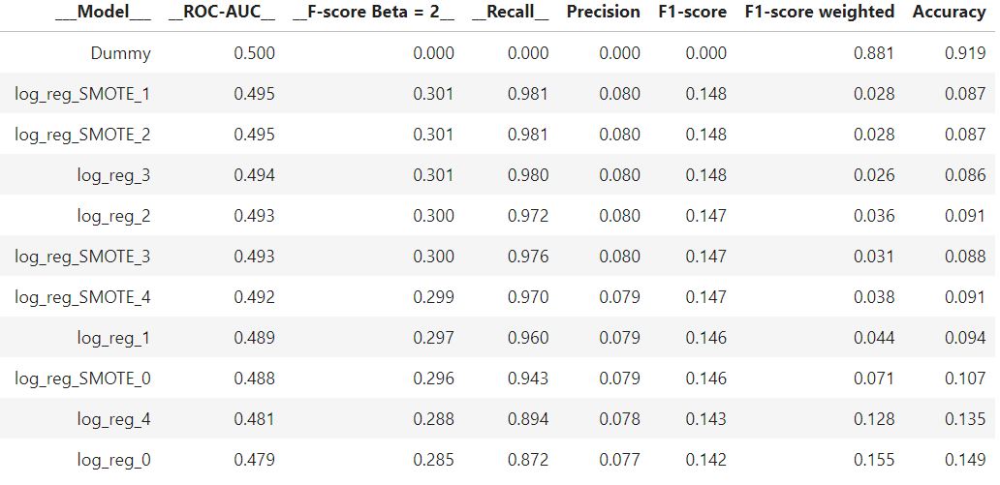 ___Model___ __ROC-AUC__ __F-score Beta = 2__ __Recall__ Precision F1-score F1-score weighted Accuracy
Dummy 0.500 0.000 0.000 0.000 0.000 0.881 0.919
log_reg_SMOTE_1 0.495 0.301 0.981 0.080 0.148 0.028 0.087
log_reg_SMOTE_2 0.495 0.301 0.981 0.080 0.148 0.028 0.087
log_reg_3 0.494 0.301 0.980 0.080 0.148 0.026 0.086
log_reg_2 0.493 0.300 0.972 0.080 0.147 0.036 0.091
log_reg_SMOTE_3 0.493 0.300 0.976 0.080 0.147 0.031 0.088
log_reg_SMOTE_4 0.492 0.299 0.970 0.079 0.147 0.038 0.091
log_reg_1 0.489 0.297 0.960 0.079 0.146 0.044 0.094
log_reg_SMOTE_0 0.488 0.296 0.943 0.079 0.146 0.071 0.107
log_reg_4 0.481 0.288 0.894 0.078 0.143 0.128 0.135
log_reg_0 0.479 0.285 0.872 0.077 0.142 0.155 0.149